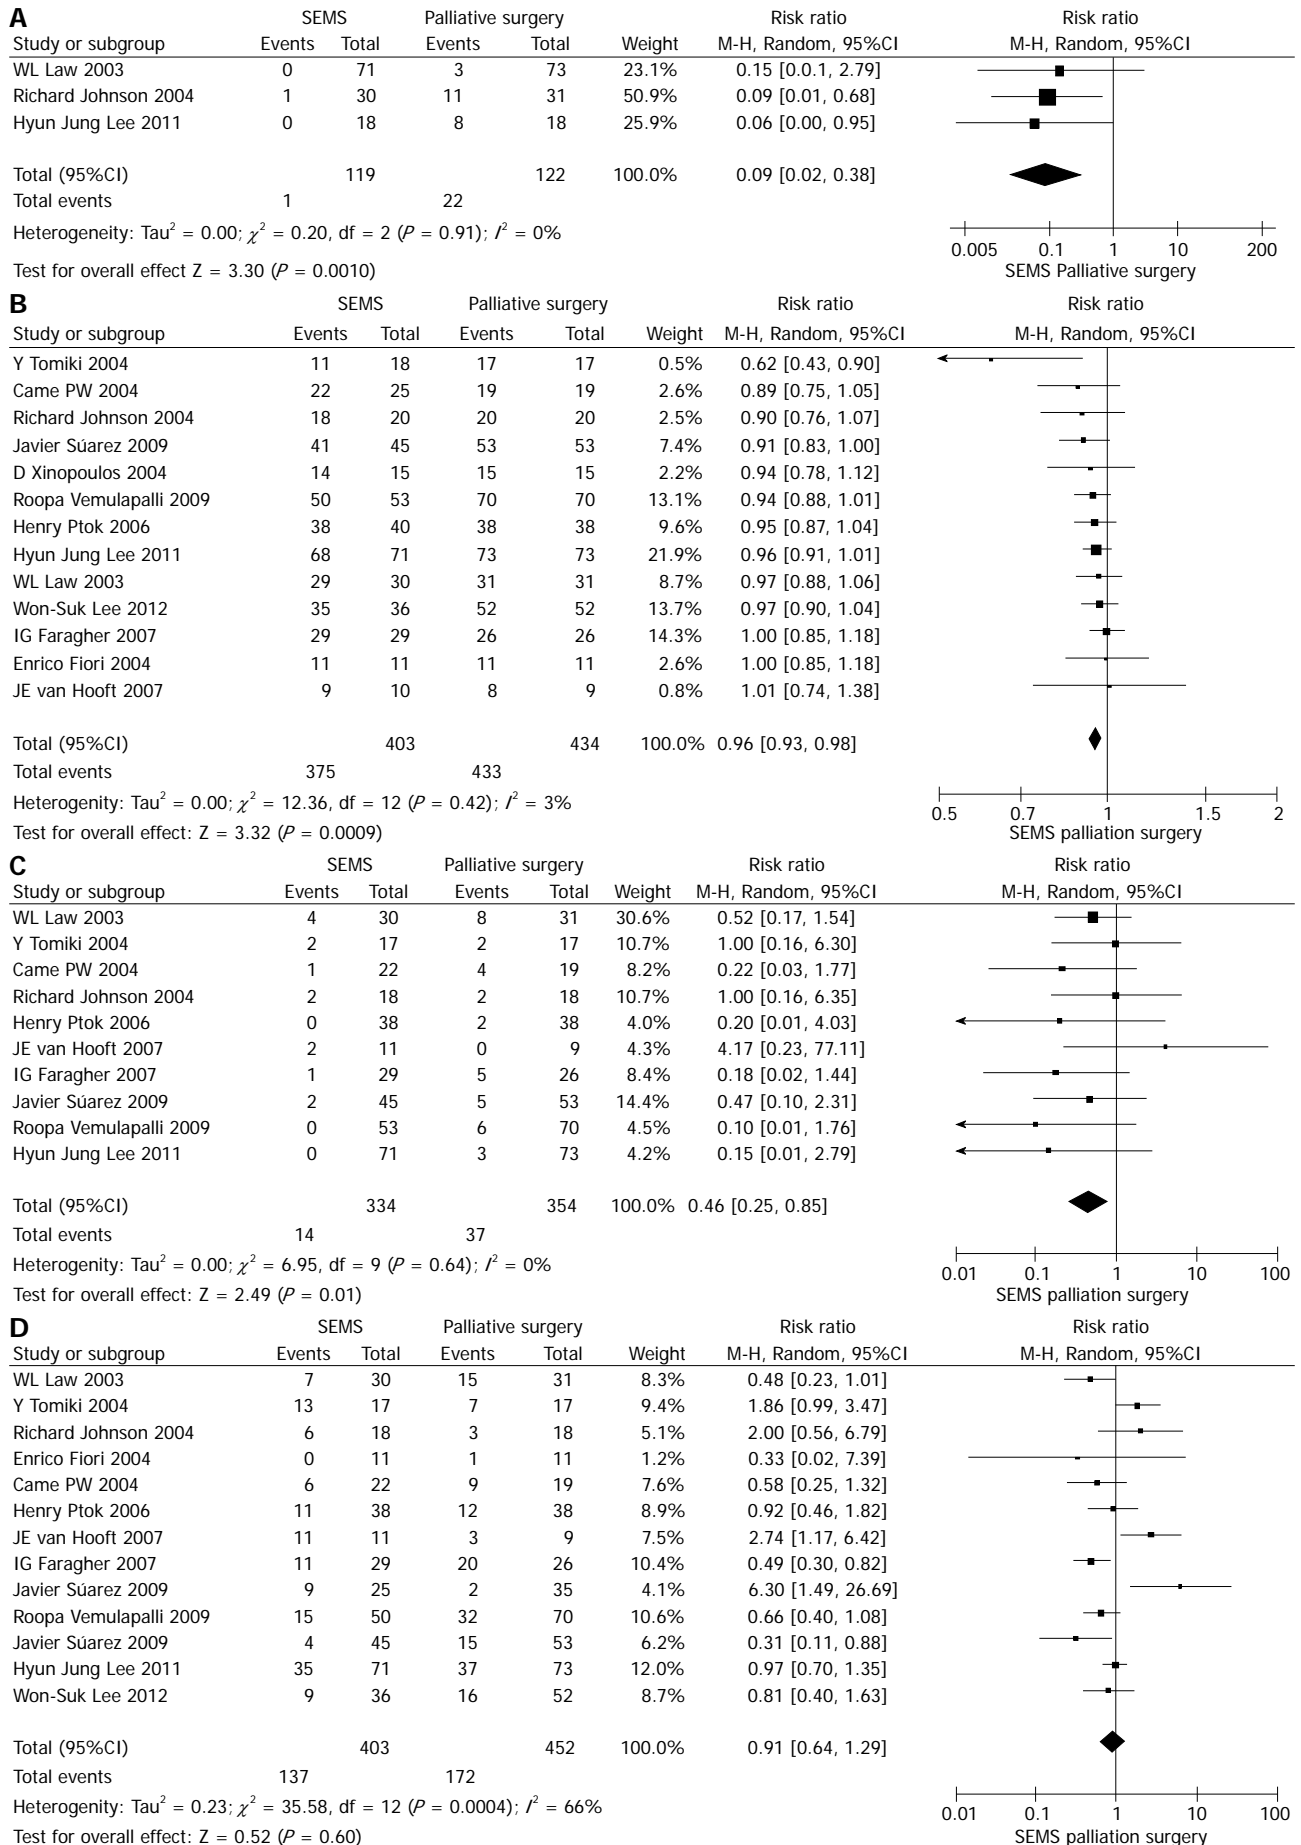 A SEMS Palliative surgery Risk ratio Risk ratio
Study or subgroup Events Total Events Total Weight M-H, Random, 95%CI M-H, Random, 95%CI
WL Law 2003 0 71 3 73 23.1% 0.15 [0.0.1, 2.79]
Richard Johnson 2004 1 30 11 31 50.9% 0.09 [0.01, 0.68]
Hyun Jung Lee 2011 0 18 8 18 25.9% 0.06 [0.00, 0.95]
Total (95%CI) 119 122 100.0% 0.09 [0.02, 0.38]
Total events 1 22
Heterogeneity: Tau² = 0.00; χ² = 0.20, df = 2 (P = 0.91); I² = 0%
0.005 0.1 1 10 200
Test for overall effect Z = 3.30 (P = 0.0010) SEMS Palliative surgery
B SEMS Palliative surgery Risk ratio Risk ratio
Study or subgroup Events Total Events Total Weight M-H, Random, 95%CI M-H, Random, 95%CI
Y Tomiki 2004 11 18 17 17 0.5% 0.62 [0.43, 0.90]
Came PW 2004 22 25 19 19 2.6% 0.89 [0.75, 1.05]
Richard Johnson 2004 18 20 20 20 2.5% 0.90 [0.76, 1.07]
Javier Súarez 2009 41 45 53 53 7.4% 0.91 [0.83, 1.00]
D Xinopoulos 2004 14 15 15 15 2.2% 0.94 [0.78, 1.12]
Roopa Vemulapalli 2009 50 53 70 70 13.1% 0.94 [0.88, 1.01]
Henry Ptok 2006 38 40 38 38 9.6% 0.95 [0.87, 1.04]
Hyun Jung Lee 2011 68 71 73 73 21.9% 0.96 [0.91, 1.01]
WL Law 2003 29 30 31 31 8.7% 0.97 [0.88, 1.06]
Won-Suk Lee 2012 35 36 52 52 13.7% 0.97 [0.90, 1.04]
IG Faragher 2007 29 29 26 26 14.3% 1.00 [0.85, 1.18]
Enrico Fiori 2004 11 11 11 11 2.6% 1.00 [0.85, 1.18]
JE van Hooft 2007 9 10 8 9 0.8% 1.01 [0.74, 1.38]
Total (95%CI) 403 434 100.0% 0.96 [0.93, 0.98]
Total events 375 433
Heterogenity: Tau² = 0.00; χ² = 12.36, df = 12 (P = 0.42); I² = 3%
0.5 0.7 1 1.5 2
Test for overall effect: Z = 3.32 (P = 0.0009) SEMS palliation surgery
C SEMS Palliative surgery Risk ratio Risk ratio
Study or subgroup Events Total Events Total Weight M-H, Random, 95%CI M-H, Random, 95%CI
WL Law 2003 4 30 8 31 30.6% 0.52 [0.17, 1.54]
Y Tomiki 2004 2 17 2 17 10.7% 1.00 [0.16, 6.30]
Came PW 2004 1 22 4 19 8.2% 0.22 [0.03, 1.77]
Richard Johnson 2004 2 18 2 18 10.7% 1.00 [0.16, 6.35]
Henry Ptok 2006 0 38 2 38 4.0% 0.20 [0.01, 4.03]
JE van Hooft 2007 2 11 0 9 4.3% 4.17 [0.23, 77.11]
IG Faragher 2007 1 29 5 26 8.4% 0.18 [0.02, 1.44]
Javier Súarez 2009 2 45 5 53 14.4% 0.47 [0.10, 2.31]
Roopa Vemulapalli 2009 0 53 6 70 4.5% 0.10 [0.01, 1.76]
Hyun Jung Lee 2011 0 71 3 73 4.2% 0.15 [0.01, 2.79]
Total (95%CI) 334 354 100.0% 0.46 [0.25, 0.85]
Total events 14 37
Heterogenity: Tau² = 0.00; χ² = 6.95, df = 9 (P = 0.64); I² = 0%
0.01 0.1 1 10 100
Test for overall effect: Z = 2.49 (P = 0.01) SEMS palliation surgery
D SEMS Palliative surgery Risk ratio Risk ratio
Study or subgroup Events Total Events Total Weight M-H, Random, 95%CI M-H, Random, 95%CI
WL Law 2003 7 30 15 31 8.3% 0.48 [0.23, 1.01]
Y Tomiki 2004 13 17 7 17 9.4% 1.86 [0.99, 3.47]
Richard Johnson 2004 6 18 3 18 5.1% 2.00 [0.56, 6.79]
Enrico Fiori 2004 0 11 1 11 1.2% 0.33 [0.02, 7.39]
Came PW 2004 6 22 9 19 7.6% 0.58 [0.25, 1.32]
Henry Ptok 2006 11 38 12 38 8.9% 0.92 [0.46, 1.82]
JE van Hooft 2007 11 11 3 9 7.5% 2.74 [1.17, 6.42]
IG Faragher 2007 11 29 20 26 10.4% 0.49 [0.30, 0.82]
Javier Súarez 2009 9 25 2 35 4.1% 6.30 [1.49, 26.69]
Roopa Vemulapalli 2009 15 50 32 70 10.6% 0.66 [0.40, 1.08]
Javier Súarez 2009 4 45 15 53 6.2% 0.31 [0.11, 0.88]
Hyun Jung Lee 2011 35 71 37 73 12.0% 0.97 [0.70, 1.35]
Won-Suk Lee 2012 9 36 16 52 8.7% 0.81 [0.40, 1.63]
Total (95%CI) 403 452 100.0% 0.91 [0.64, 1.29]
Total events 137 172
Heterogenity: Tau² = 0.23; χ² = 35.58, df = 12 (P = 0.0004); I² = 66%
0.01 0.1 1 10 100
Test for overall effect: Z = 0.52 (P = 0.60) SEMS palliation surgery